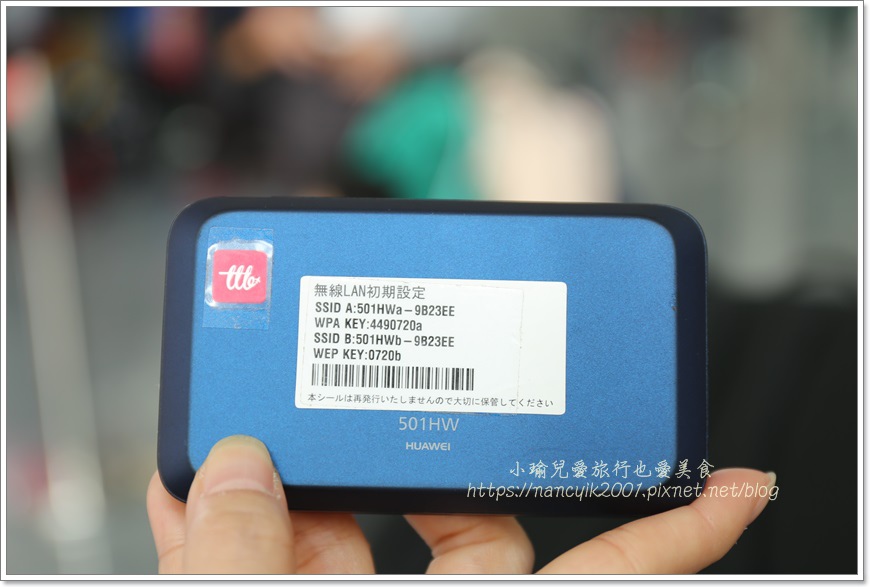 ttb
無線LAN初期設定
SSID A:501HWa-9B23EE
WPA KEY:4490720a
SSID B:501HWb-9B23EE
WEP KEY:0720b
本シールは再発行いたしませんので大切に保管してください
501HW
HUAWEI
小瑜兒愛旅行也愛美食
https://nancyik2001.pixnet.net/blog